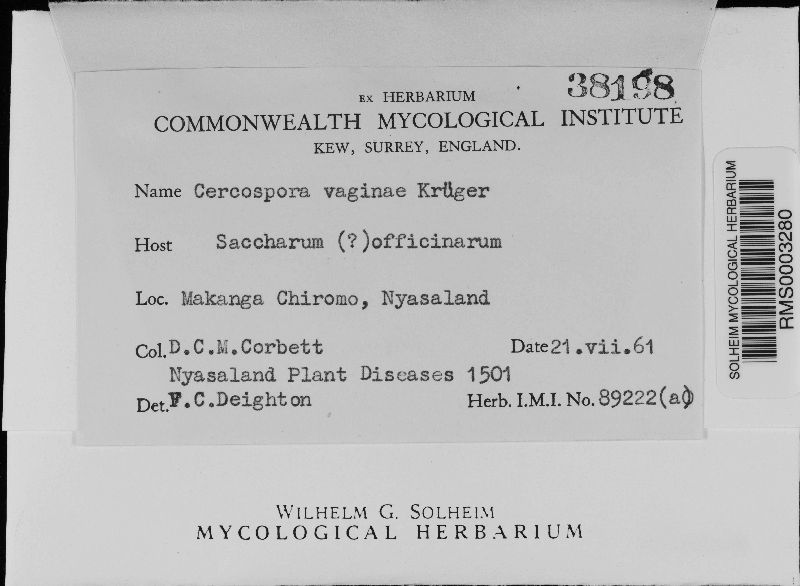 38198
EX HERBARIUM
COMMONWEALTH MYCOLOGICAL INSTITUTE
KEW, SURREY, ENGLAND.
Name Cercospora vaginae Krüger
Host Saccharum (?)officinarum
Loc. Makanga Chiromo, Nyasaland
Col. D.C.M.Corbett Date 21.vii.61
Nyasaland Plant Diseases 1501
Det. F.C.Deighton Herb. I.M.I. No. 89222(a)
SOLHEIM MYCOLOGICAL HERBARIUM
RMS0003280
WILHELM G. SOLHEIM
MYCOLOGICAL HERBARIUM